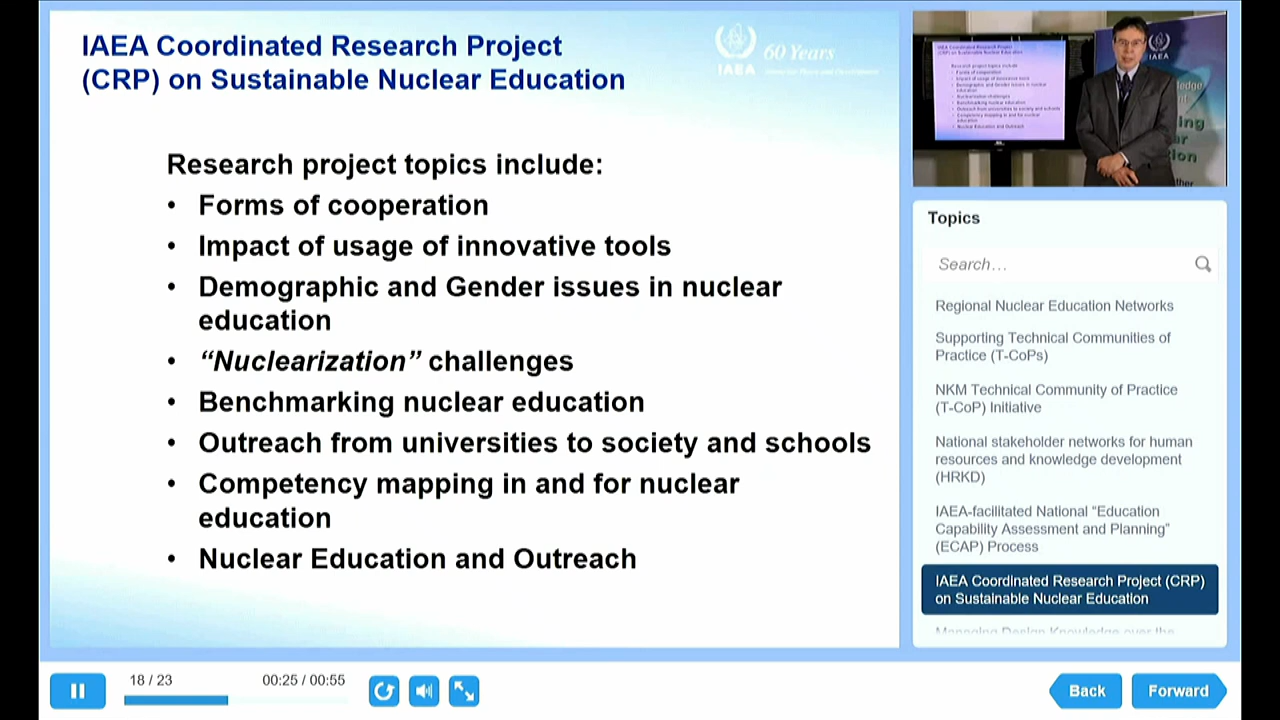 IAEA Coordinated Research Project
(CRP) on Sustainable Nuclear Education
IAEA
60 Years
Research project topics include:
• Forms of cooperation
• Impact of usage of innovative tools
• Demographic and Gender issues in nuclear
education
• “Nuclearization” challenges
• Benchmarking nuclear education
• Outreach from universities to society and schools
• Competency mapping in and for nuclear
education
• Nuclear Education and Outreach
IAEA
Topics
Search...
Regional Nuclear Education Networks
Supporting Technical Communities of
Practice (T-CoPs)
NKM Technical Community of Practice
(T-CoP) Initiative
National stakeholder networks for human
resources and knowledge development
(HRKD)
IAEA-facilitated National “Education
Capability Assessment and Planning”
(ECAP) Process
IAEA Coordinated Research Project (CRP)
on Sustainable Nuclear Education
Managing Design Knowledge over the
18 / 23
00:25 / 00:55
Back
Forward